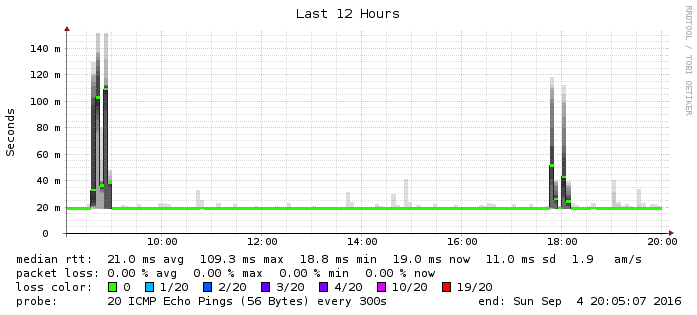 Last 12 Hours
RRDTOOL / TOBI OETIKER
Seconds
140 m
120 m
100 m
80 m
60 m
40 m
20 m
0
10:00 12:00 14:00 16:00 18:00 20:00
median rtt: 21.0 ms avg 109.3 ms max 18.8 ms min 19.0 ms now 11.0 ms sd 1.9 am/s
packet loss: 0.00 % avg 0.00 % max 0.00 % min 0.00 % now
loss color: 0 1/20 2/20 3/20 4/20 10/20 19/20
probe: 20 ICMP Echo Pings (56 Bytes) every 300s end: Sun Sep 4 20:05:07 2016